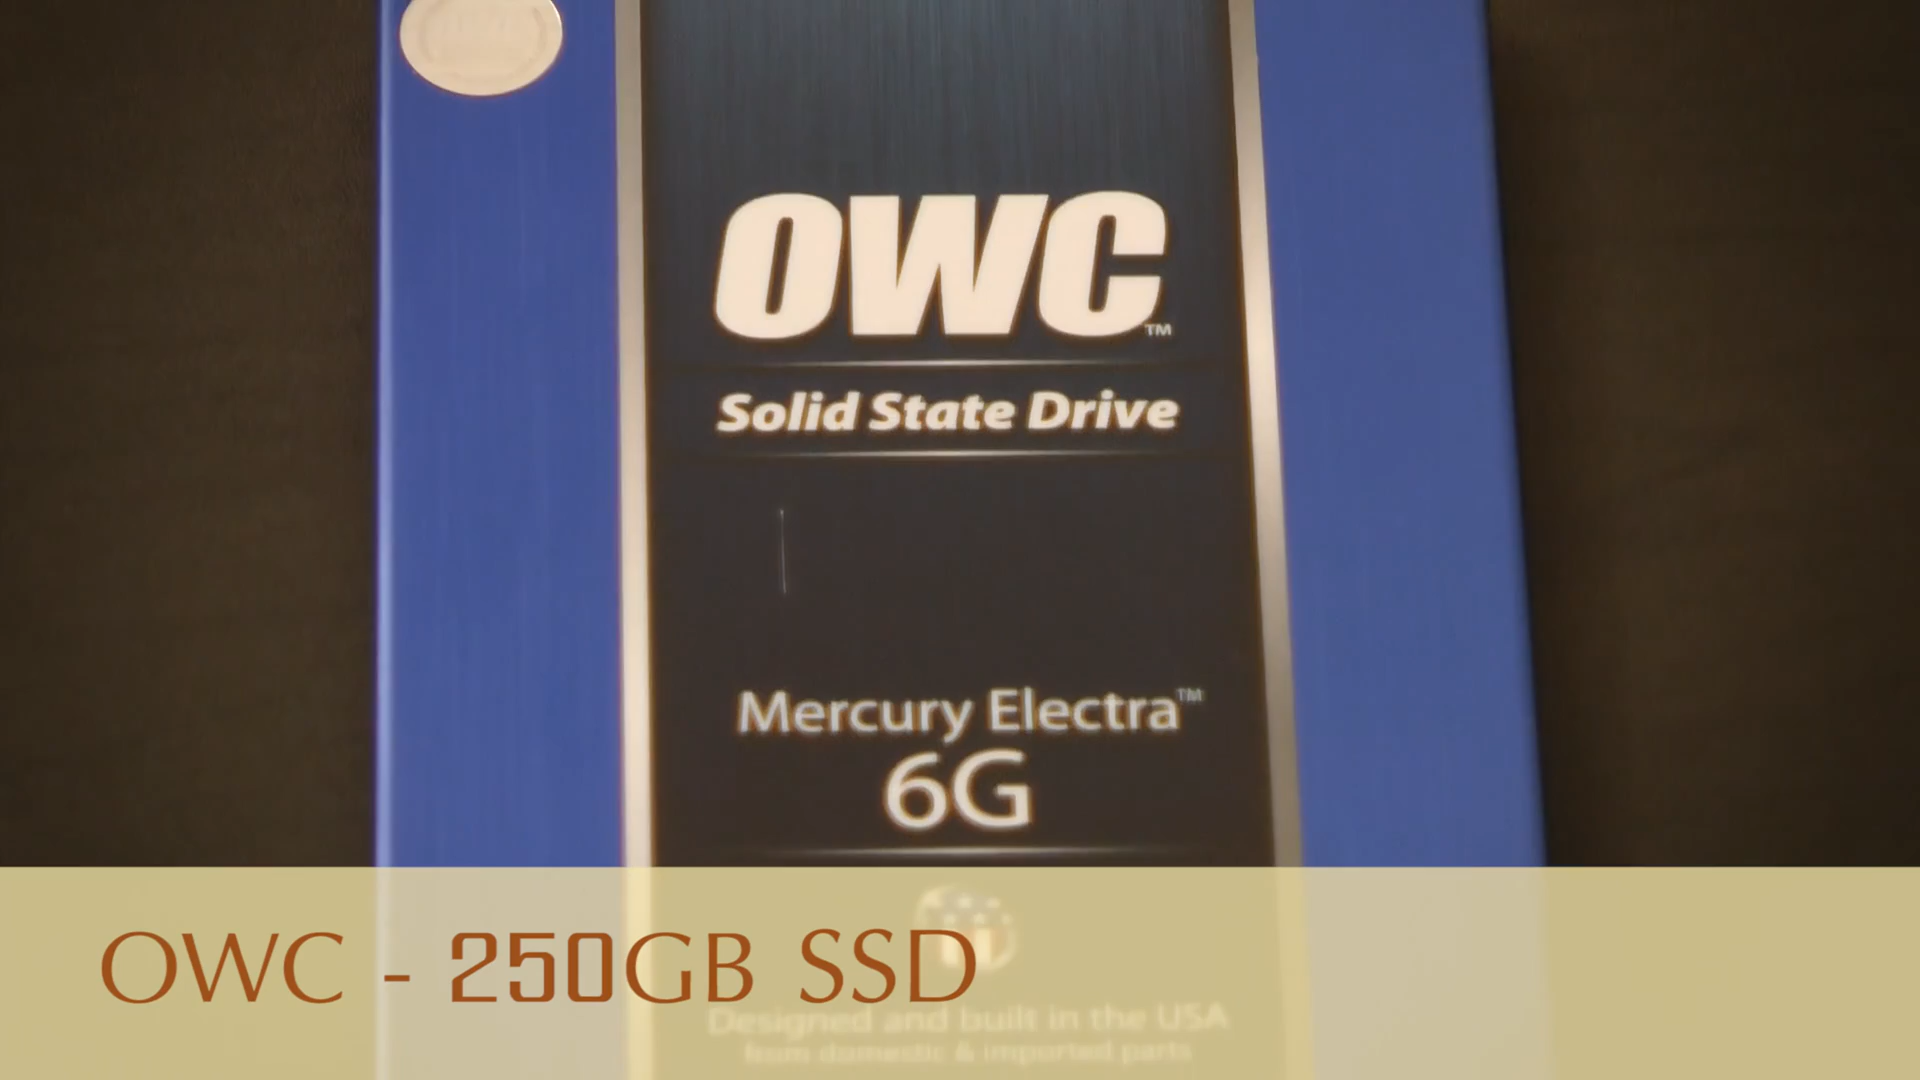 OWC™
Solid State Drive
Mercury Electra™
6G
OWC - 250GB SSD
Designed and built in the USA
from domestic & imported parts